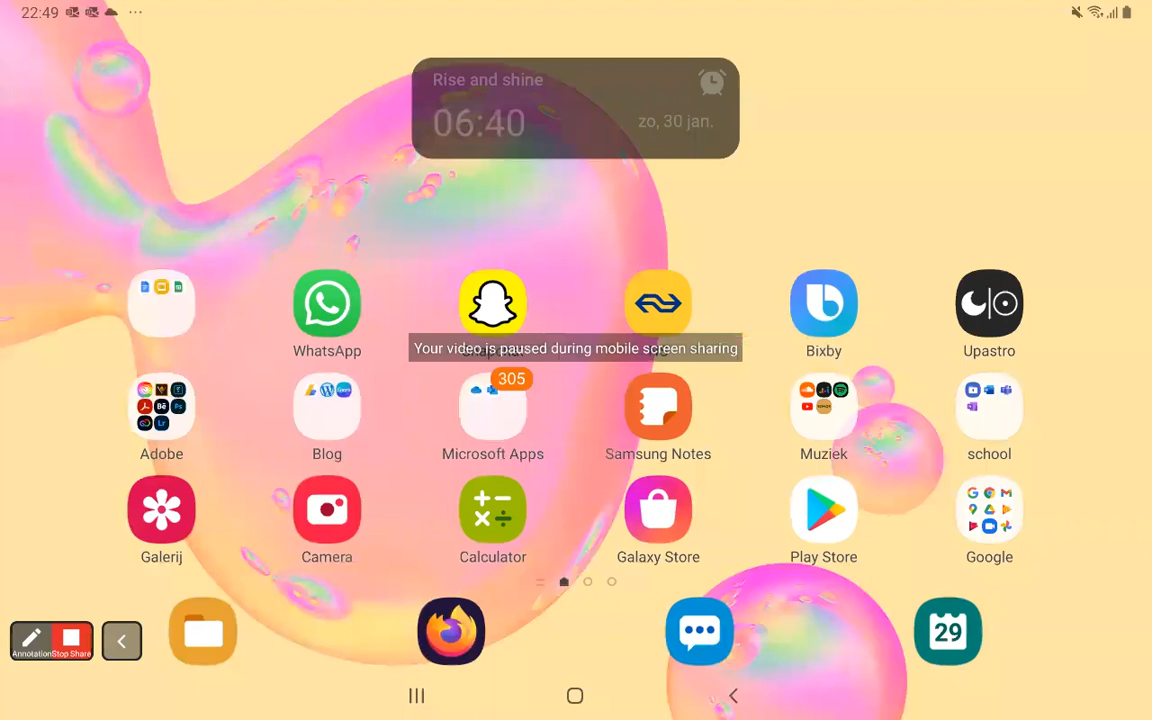 22:49
Rise and shine
06:40
zo, 30 jan.
Your video is paused during mobile screen sharing
WhatsApp
Bixby
Upastro
305
Adobe
Blog
Microsoft Apps
Samsung Notes
Muziek
school
Galerij
Camera
Calculator
Galaxy Store
Play Store
Google
29
Annotation
Stop Share